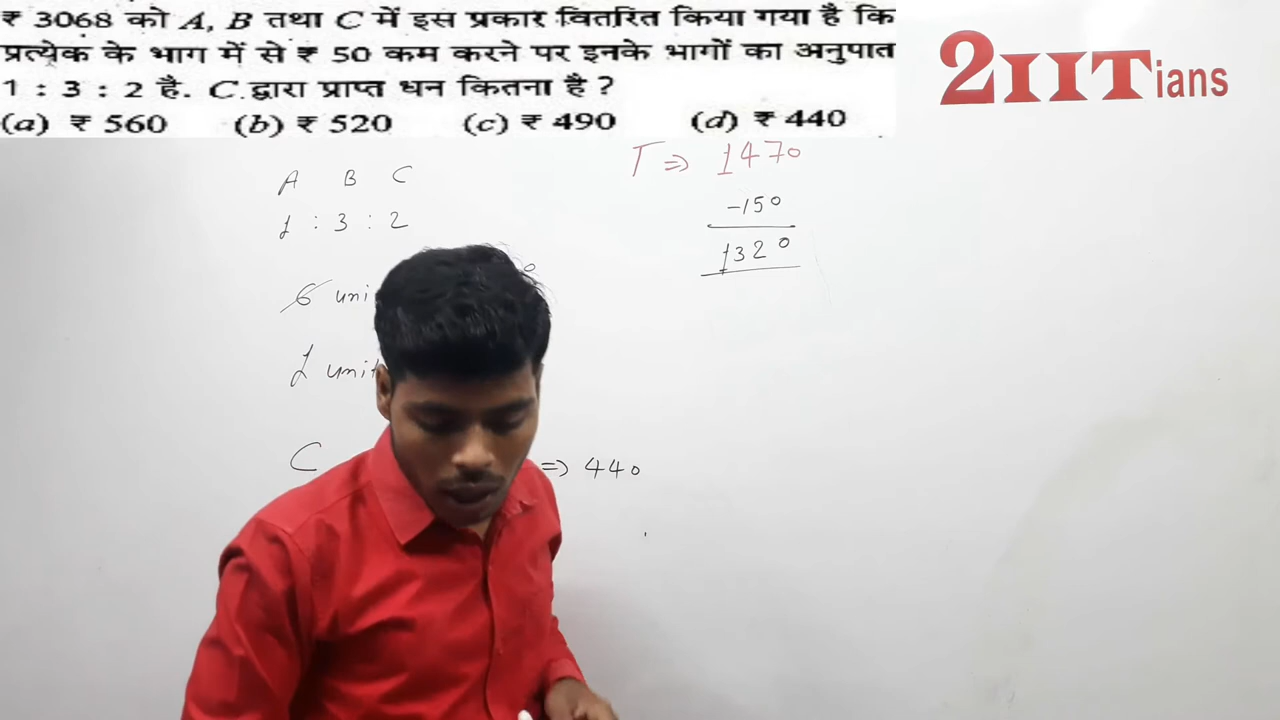 ₹ 3068 को A, B तथा C में इस प्रकार वितरित किया गया है कि
प्रत्येक के भाग में से ₹ 50 कम करने पर इनके भागों का अनुपात
1 : 3 : 2 है. C द्वारा प्राप्त धन कितना है ?
(a) ₹ 560 (b) ₹ 520 (c) ₹ 490 (d) ₹ 440
2IITians
T ⇒ 1470
-150
1320
A B C
1 : 3 : 2
6 uni
1 unit
C ⇒ 440